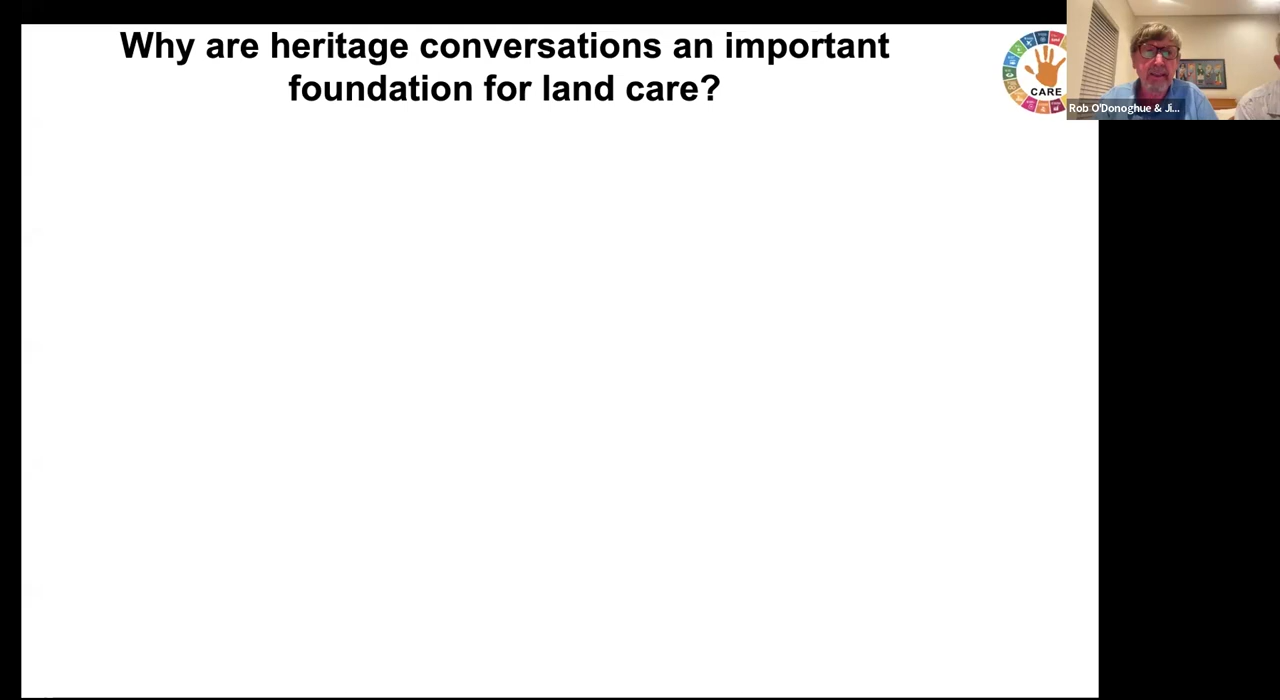 Why are heritage conversations an important
foundation for land care?
CARE
Rob O'Donoghue & Ji...